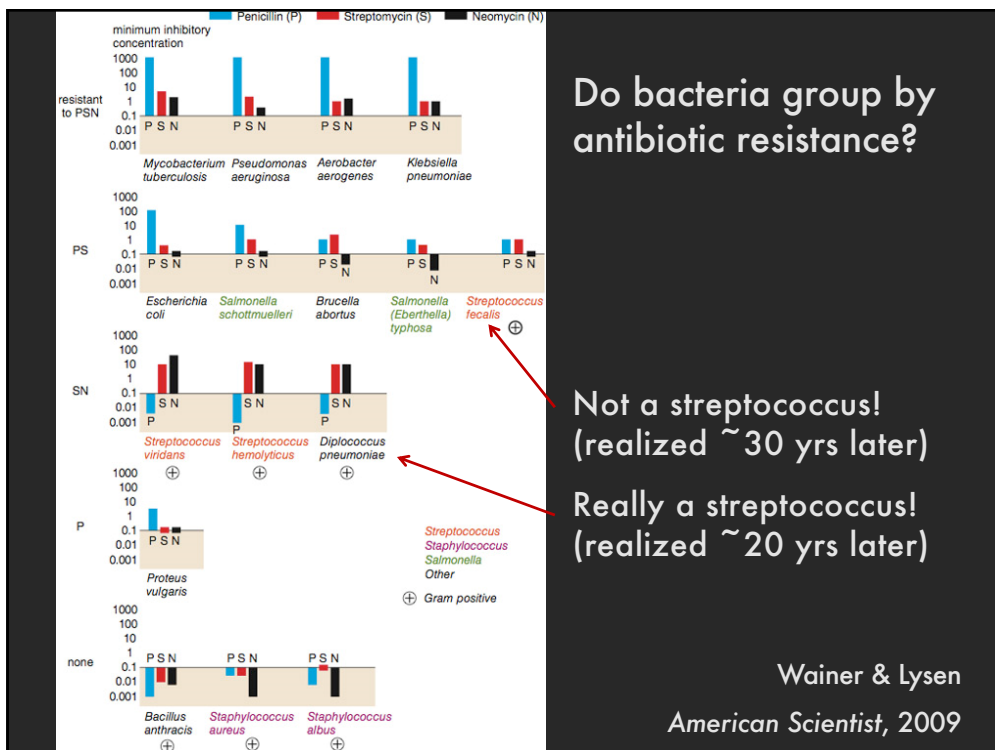 Penicillin (P) Streptomycin (S) Neomycin (N)
minimum inhibitory
concentration
1000
100
10
1
0.1
0.01
0.001
resistant
to PSN
P S N
P S N
P S N
P S N
Mycobacterium
tuberculosis
Pseudomonas
aeruginosa
Aerobacter
aerogenes
Klebsiella
pneumoniae
1000
100
10
1
0.1
0.01
0.001
PS
P S N
P S N
P S
N
P S
N
P S N
Escherichia
coli
Salmonella
schottmuelleri
Brucella
abortus
Salmonella
(Eberthella)
typhosa
Streptococcus
fecalis
1000
100
10
1
0.1
0.01
0.001
SN
S N
P
S N
P
S N
P
Streptococcus
viridans
Streptococcus
hemolyticus
Diplococcus
pneumoniae
1000
100
10
1
0.1
0.01
0.001
P
P S N
Proteus
vulgaris
Streptococcus
Staphylococcus
Salmonella
Other
Gram positive
1000
100
10
1
0.1
0.01
0.001
none
P S N
P S N
P S N
Bacillus
anthracis
Staphylococcus
aureus
Staphylococcus
albus
Do bacteria group by
antibiotic resistance?
Not a streptococcus!
(realized ~30 yrs later)
Really a streptococcus!
(realized ~20 yrs later)
Wainer & Lysen
American Scientist, 2009